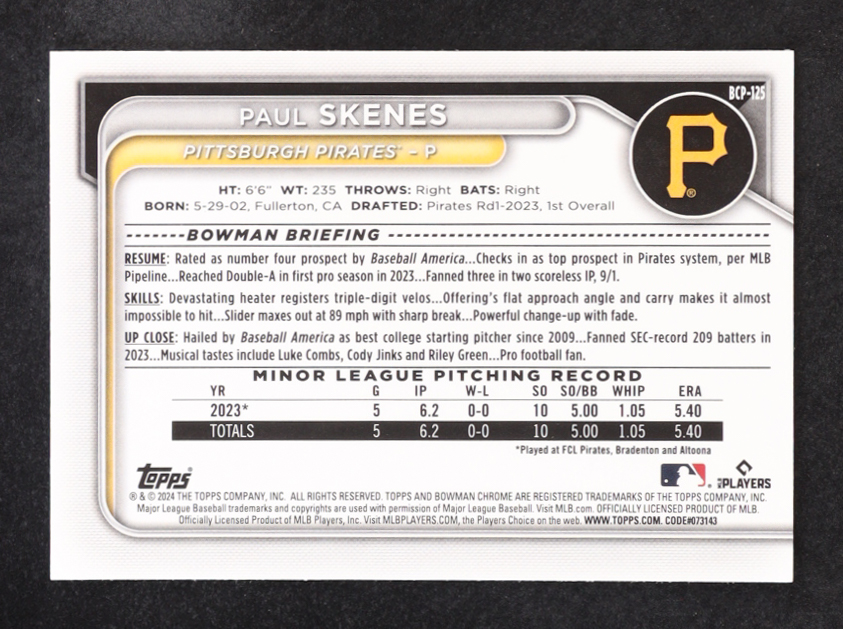 BCP-125
PAUL SKENES
PITTSBURGH PIRATES™ – P
P®
HT: 6'6" WT: 235 THROWS: Right BATS: Right
BORN: 5-29-02, Fullerton, CA DRAFTED: Pirates Rd1-2023, 1st Overall
BOWMAN BRIEFING
RESUME: Rated as number four prospect by Baseball America...Checks in as top prospect in Pirates system, per MLB
Pipeline...Reached Double-A in first pro season in 2023...Fanned three in two scoreless IP, 9/1.
SKILLS: Devastating heater registers triple-digit velos...Offering's flat approach angle and carry makes it almost
impossible to hit...Slider maxes out at 89 mph with sharp break...Powerful change-up with fade.
UP CLOSE: Hailed by Baseball America as best college starting pitcher since 2009...Fanned SEC-record 209 batters in
2023...Musical tastes include Luke Combs, Cody Jinks and Riley Green...Pro football fan.
MINOR LEAGUE PITCHING RECORD
YR G IP W-L SO SO/BB WHIP ERA
2023* 5 6.2 0-0 10 5.00 1.05 5.40
TOTALS 5 6.2 0-0 10 5.00 1.05 5.40
*Played at FCL Pirates, Bradenton and Altoona
Topps® MLB PLAYERS
® & © 2024 THE TOPPS COMPANY, INC. ALL RIGHTS RESERVED. TOPPS AND BOWMAN CHROME ARE REGISTERED TRADEMARKS OF THE TOPPS COMPANY, INC.
Major League Baseball trademarks and copyrights are used with permission of Major League Baseball. Visit MLB.com. OFFICIALLY LICENSED PRODUCT OF MLB.
Officially Licensed Product of MLB Players, Inc. Visit MLBPLAYERS.COM, the Players Choice on the web. WWW.TOPPS.COM. CODE#073143